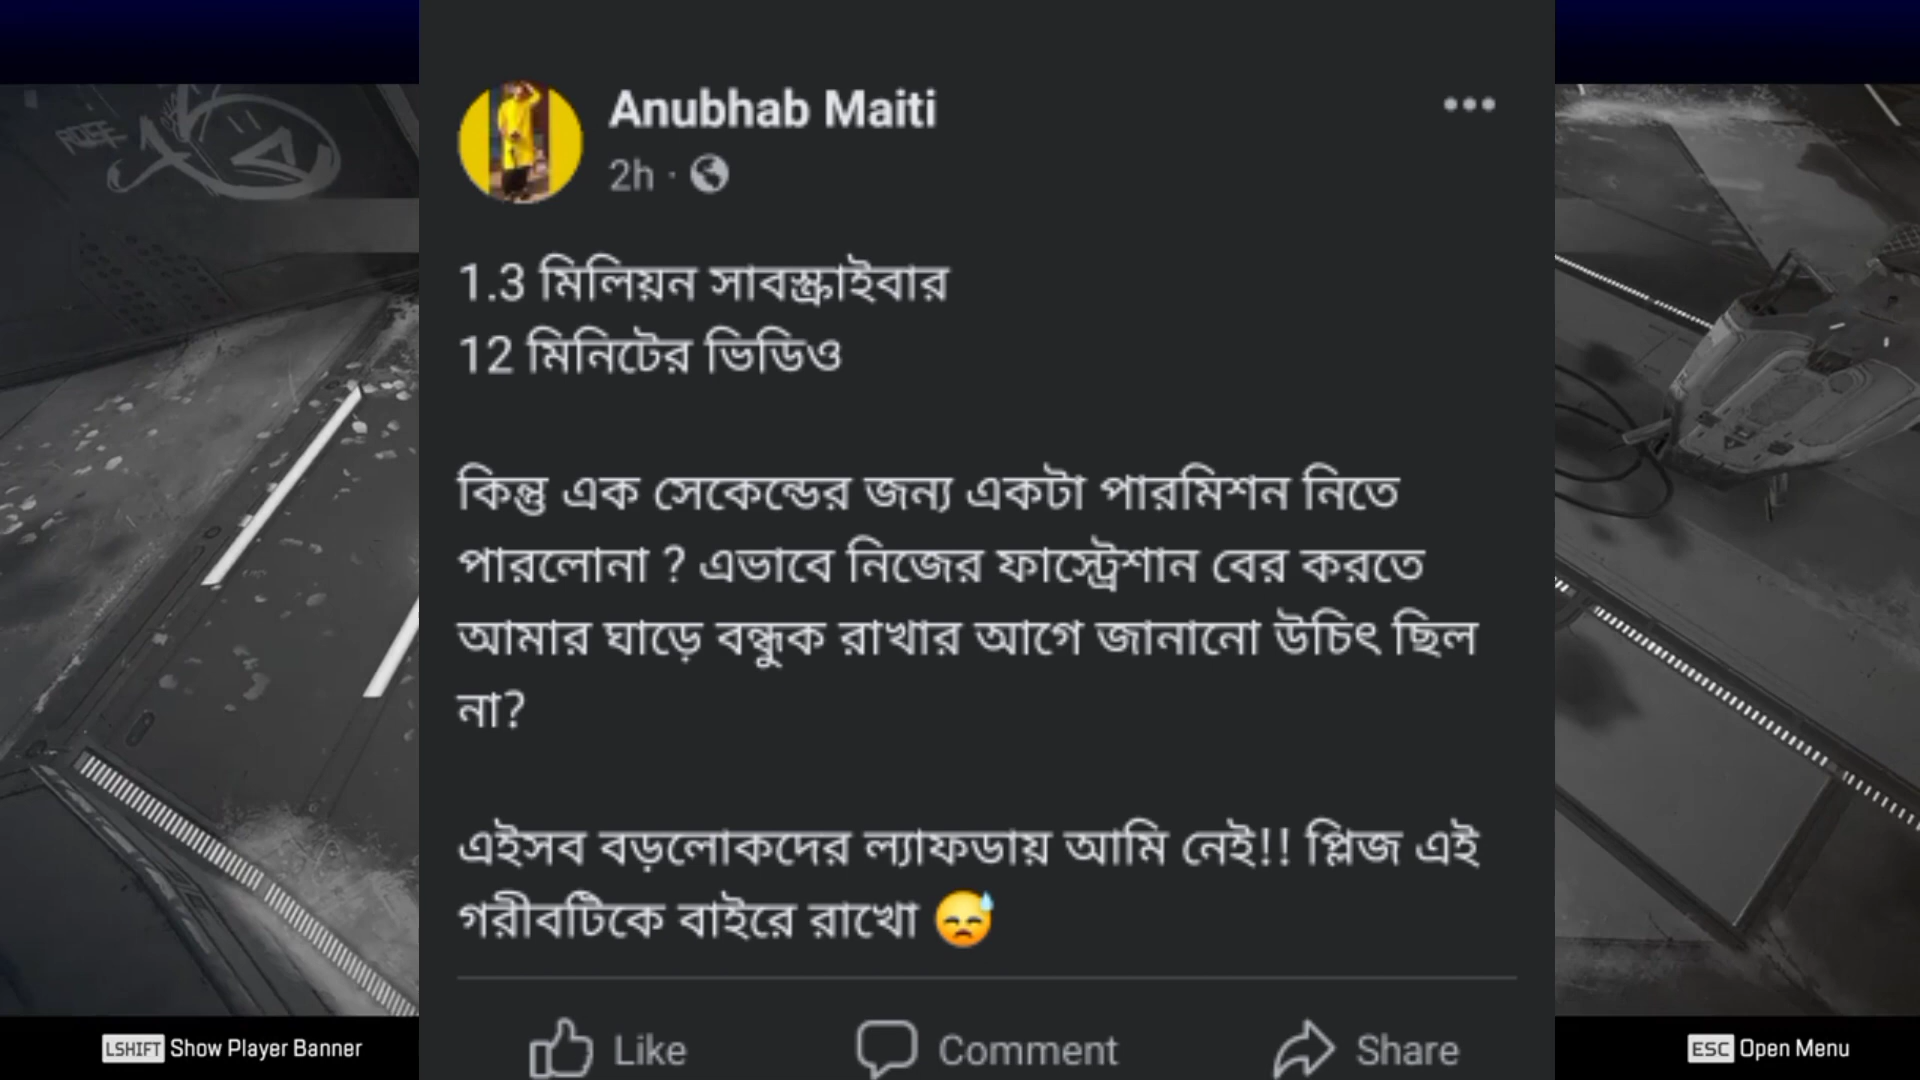 Anubhab Maiti
2h ·
1.3 মিলিয়ন সাবস্ক্রাইবার
12 মিনিটের ভিডিও
কিন্তু এক সেকেন্ডের জন্য একটা পারমিশন নিতে
পারলোনা ? এভাবে নিজের ফাস্ট্রেশান বের করতে
আমার ঘাড়ে বন্ধুক রাখার আগে জানানো উচিৎ ছিল
না?
এইসব বড়লোকদের ল্যাফডায় আমি নেই!! প্লিজ এই
গরীবটিকে বাইরে রাখো 😓
Like Comment Share
LSHIFT Show Player Banner
ESC Open Menu